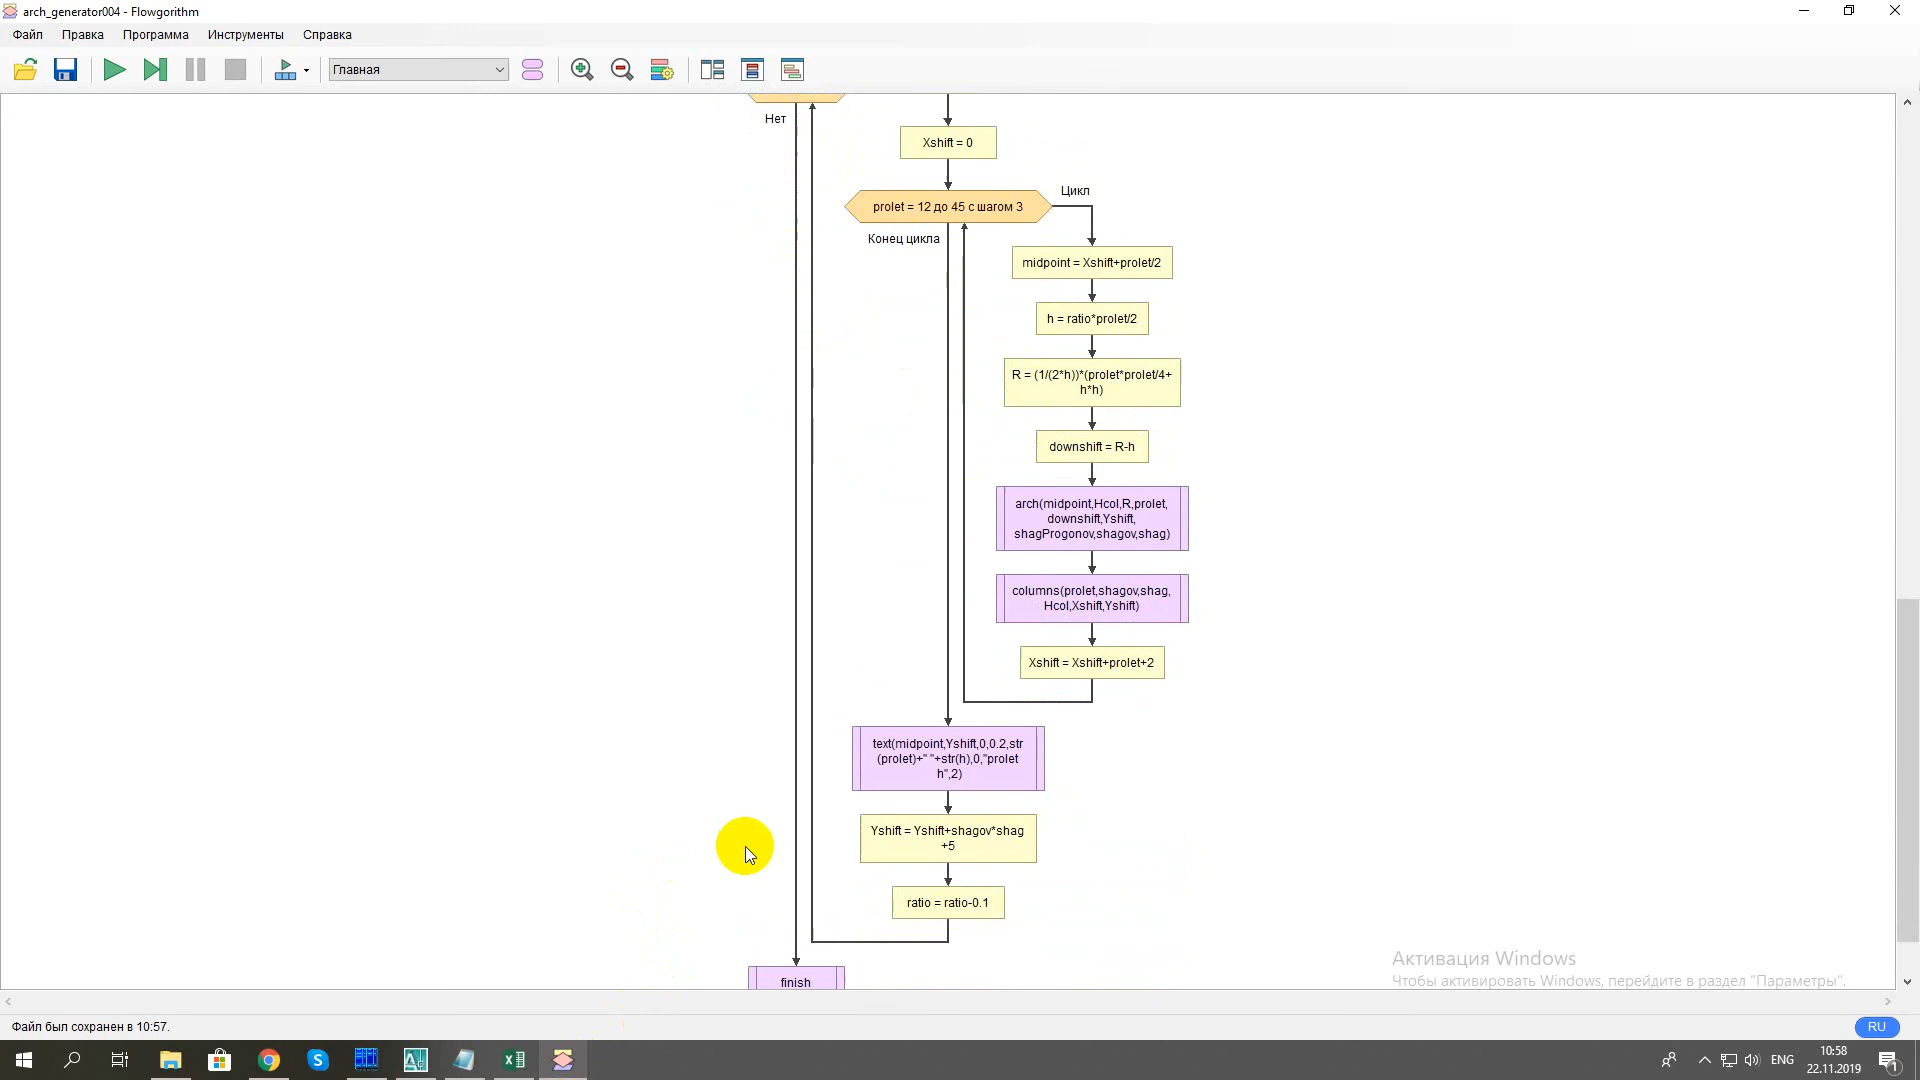 arch_generator004 - Flowgorithm
Файл Правка Программа Инструменты Справка
Главная
Нет
Xshift = 0
Цикл
prolet = 12 до 45 с шагом 3
Конец цикла
midpoint = Xshift+prolet/2
h = ratio*prolet/2
R = (1/(2*h))*(prolet*prolet/4+
h*h)
downshift = R-h
arch(midpoint,Hcol,R,prolet,
downshift,Yshift,
shagProgonov,shagov,shag)
columns(prolet,shagov,shag,
Hcol,Xshift,Yshift)
Xshift = Xshift+prolet+2
text(midpoint,Yshift,0,0.2,str
(prolet)+" "+str(h),0,"prolet
h",2)
Yshift = Yshift+shagov*shag
+5
ratio = ratio-0.1
finish
Активация Windows
Чтобы активировать Windows, перейдите в раздел "Параметры".
Файл был сохранен в 10:57.
RU
ENG
10:58
22.11.2019
1